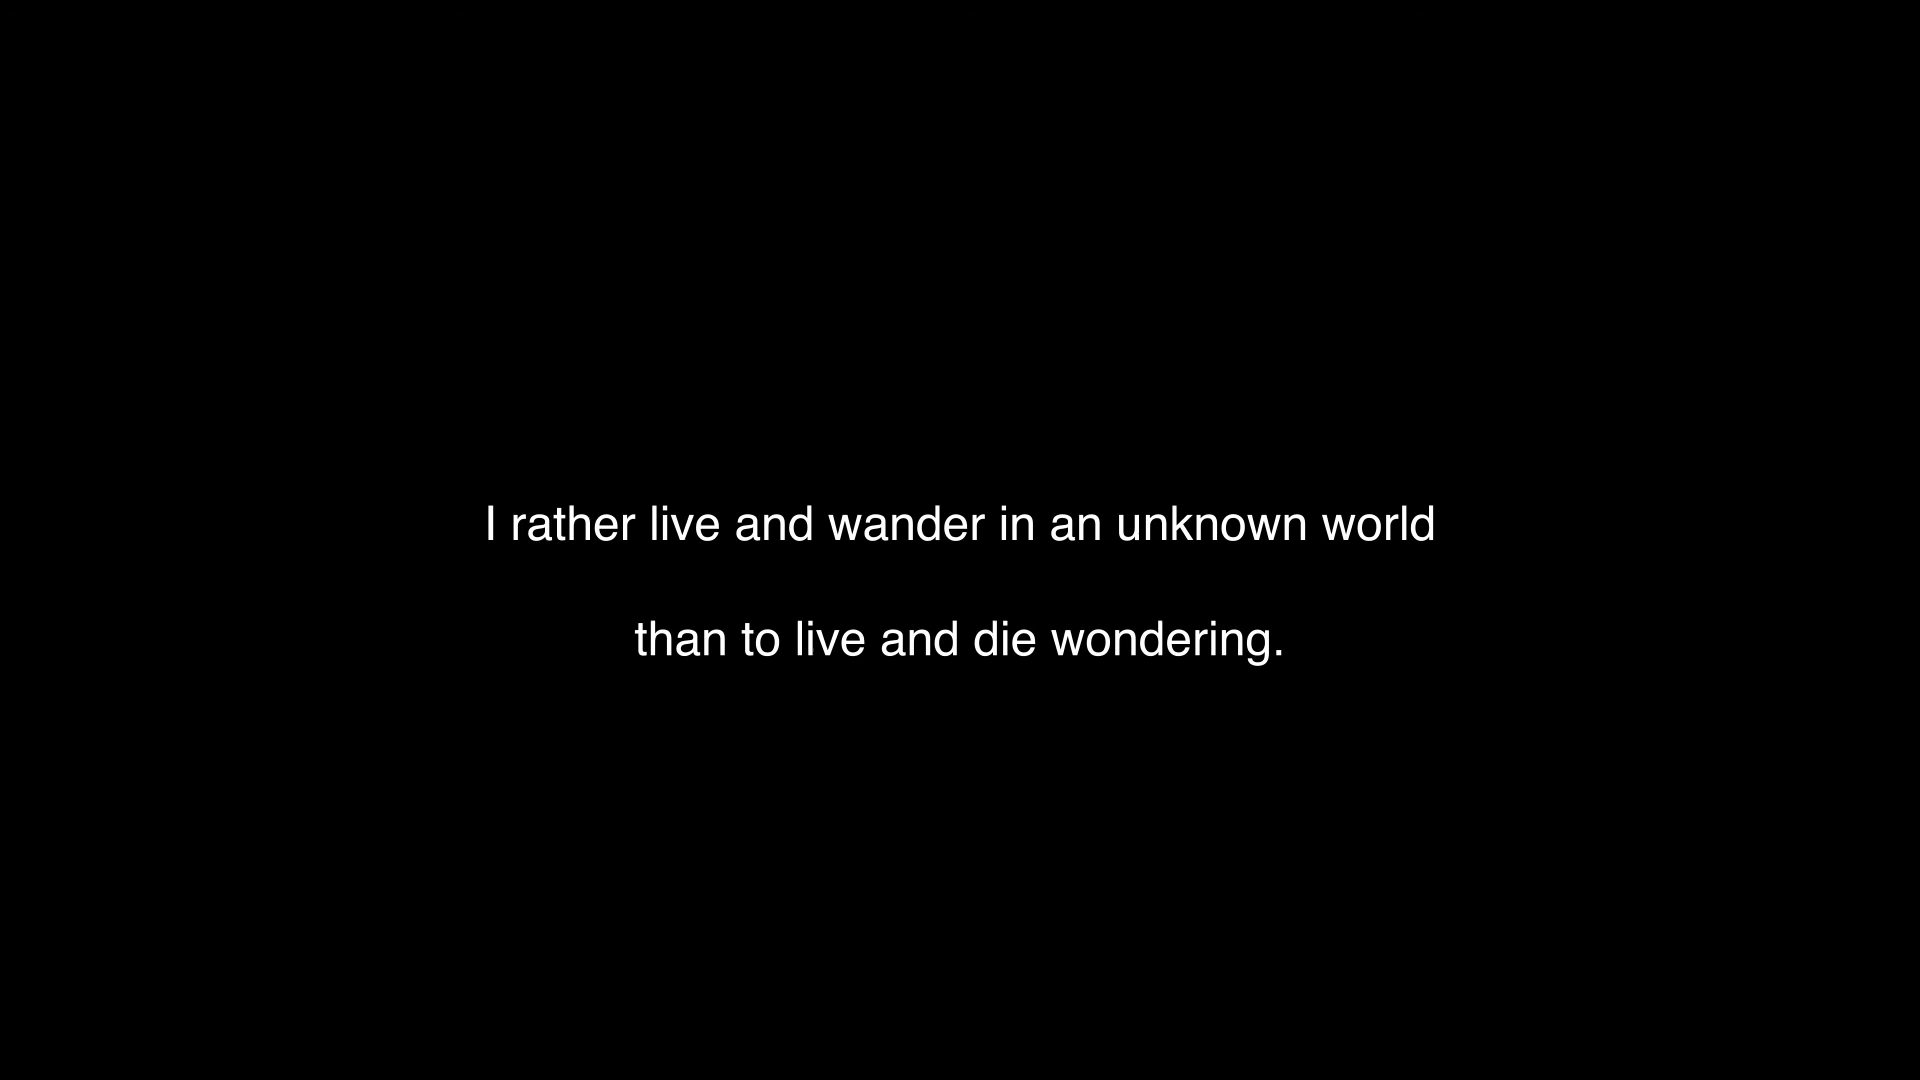 I rather live and wander in an unknown world
than to live and die wondering.